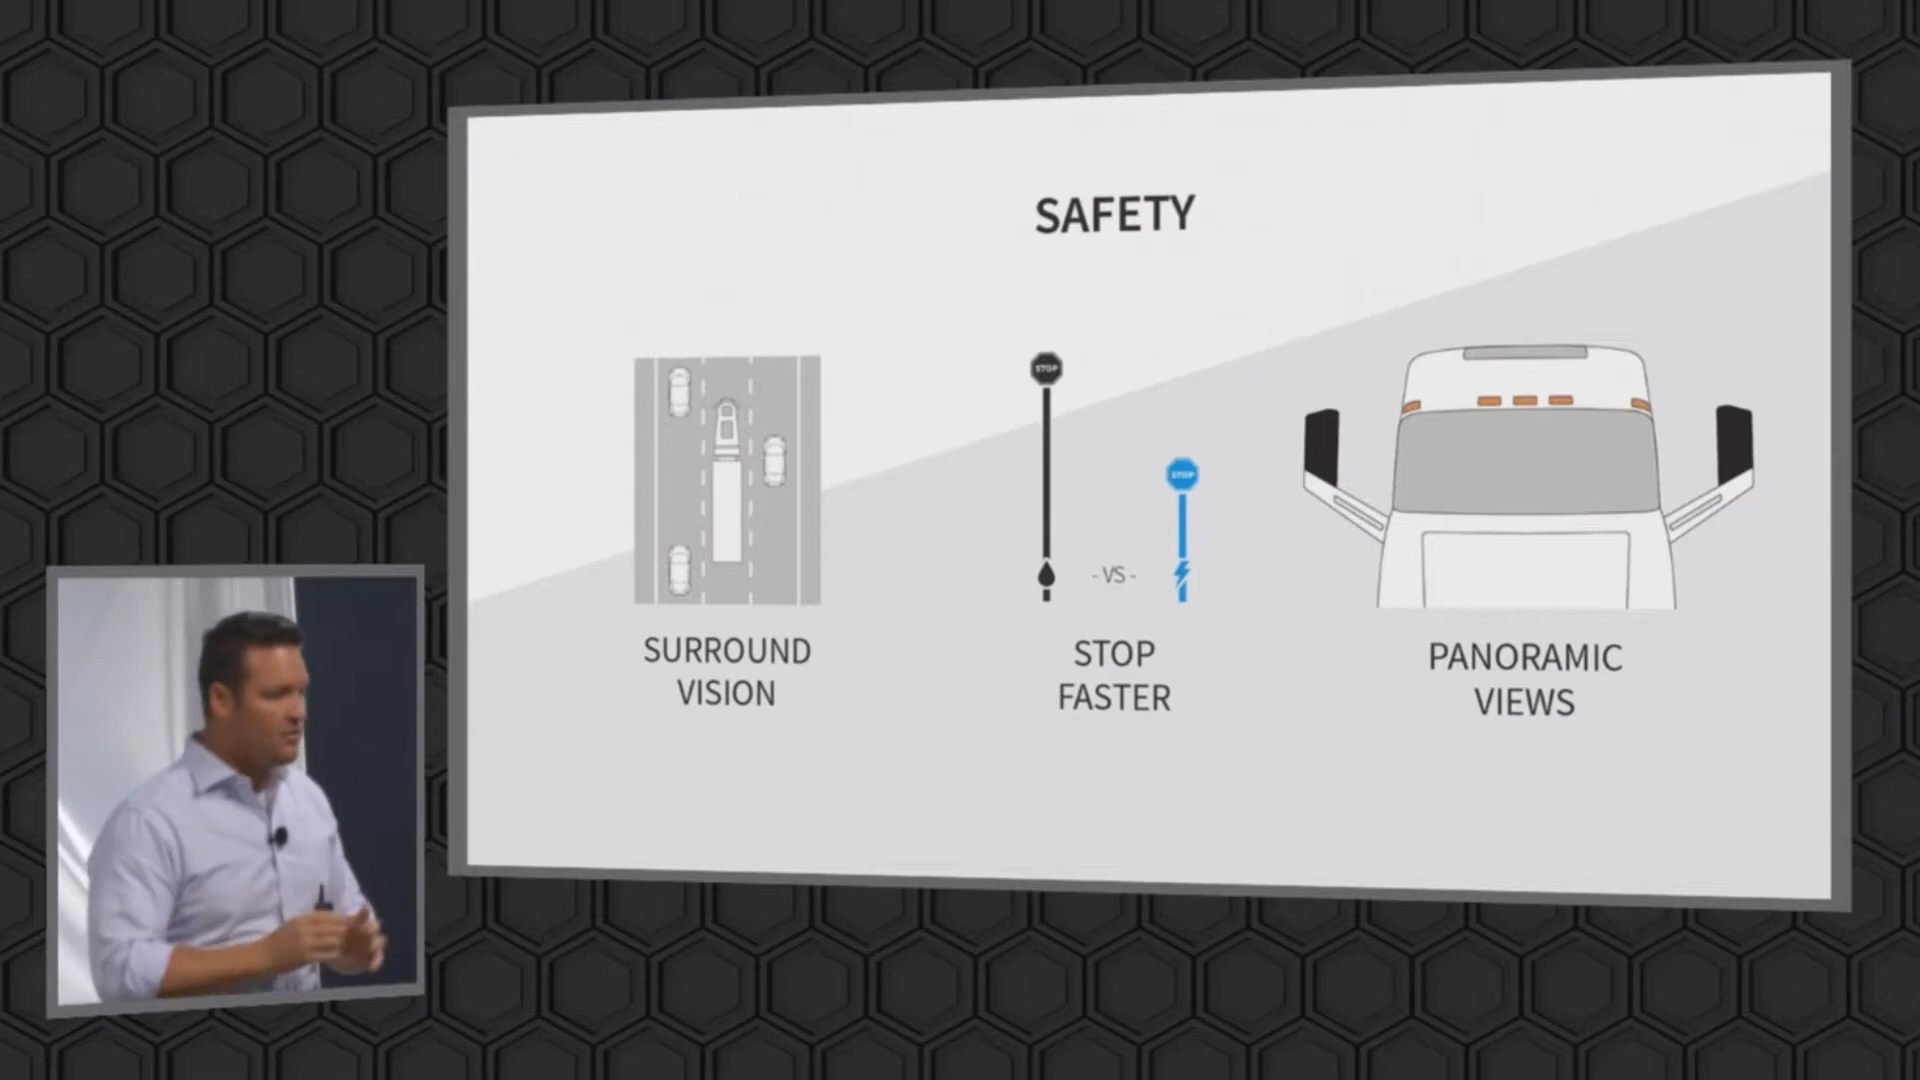 SAFETY
STOP
STOP
- VS -
SURROUND
VISION
STOP
FASTER
PANORAMIC
VIEWS